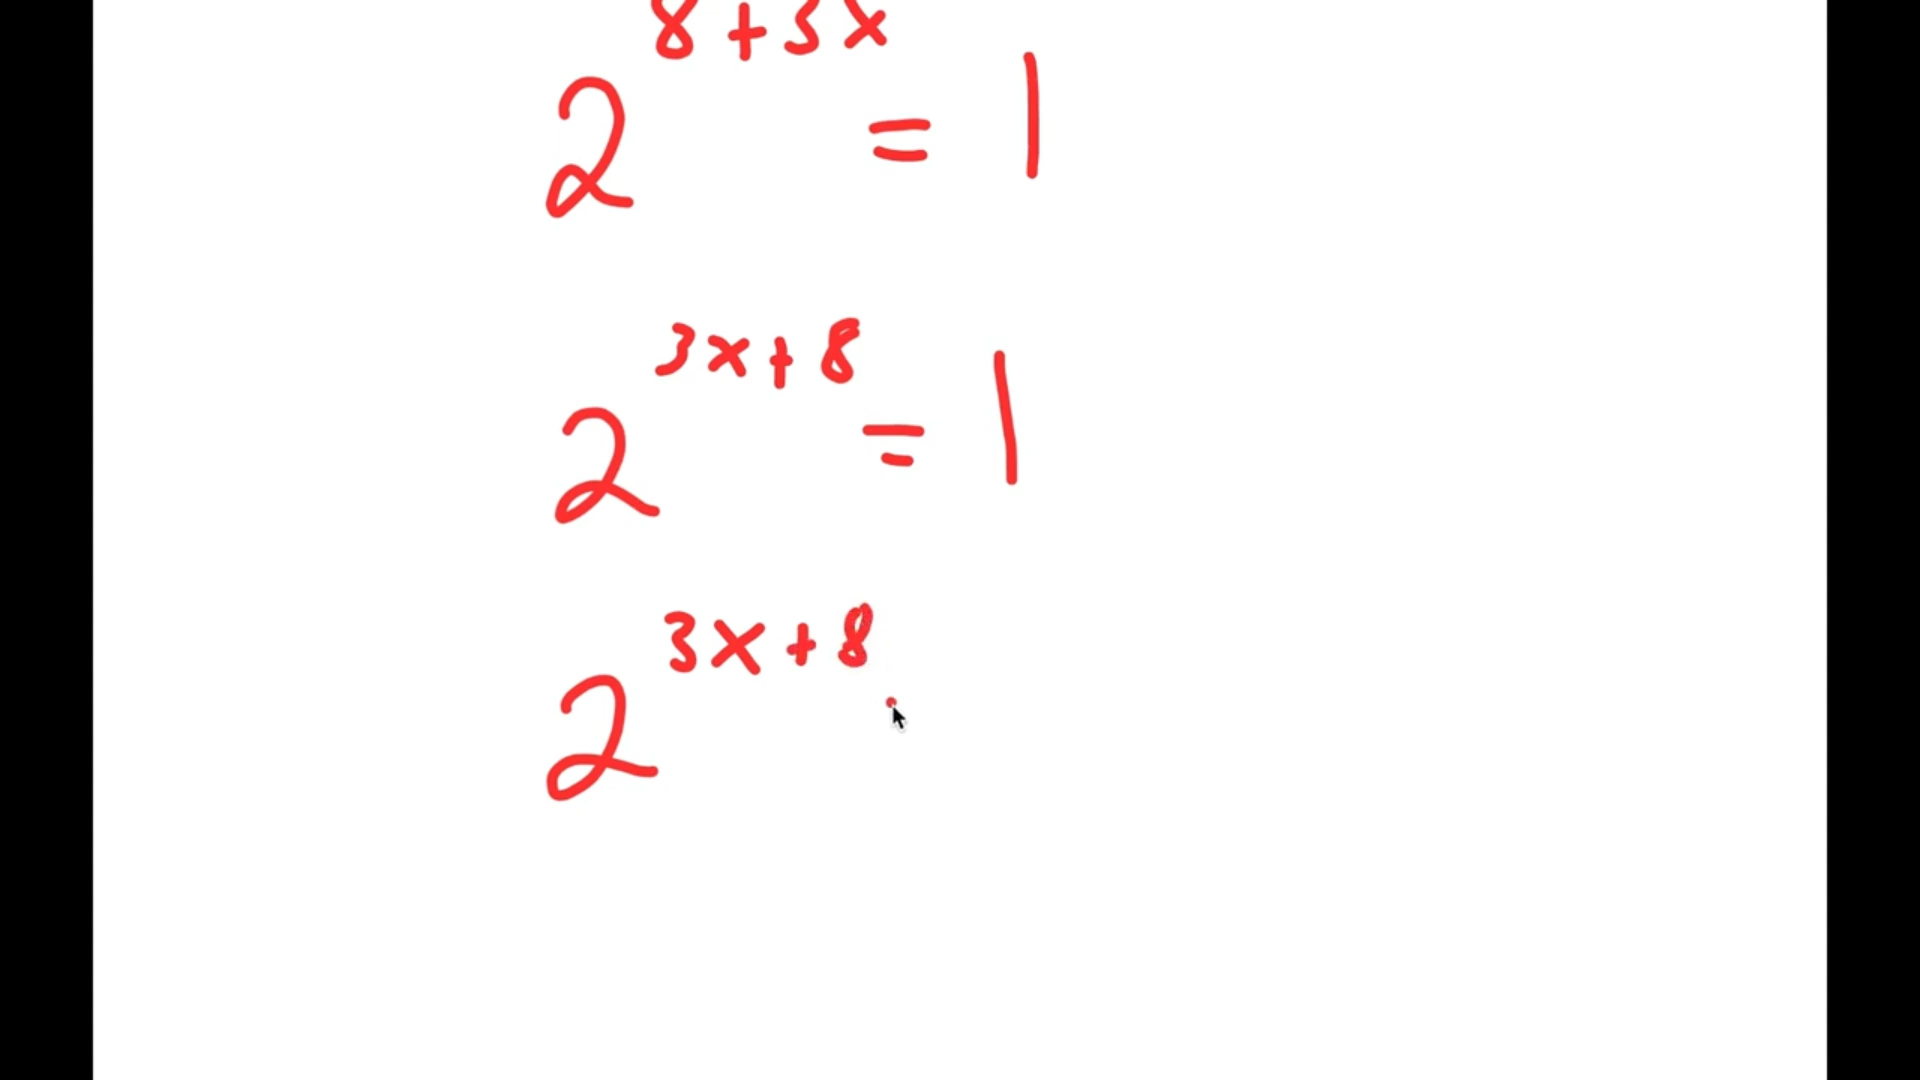 2^{8+3x} = 1
2^{3x+8} = 1
2^{3x+8}